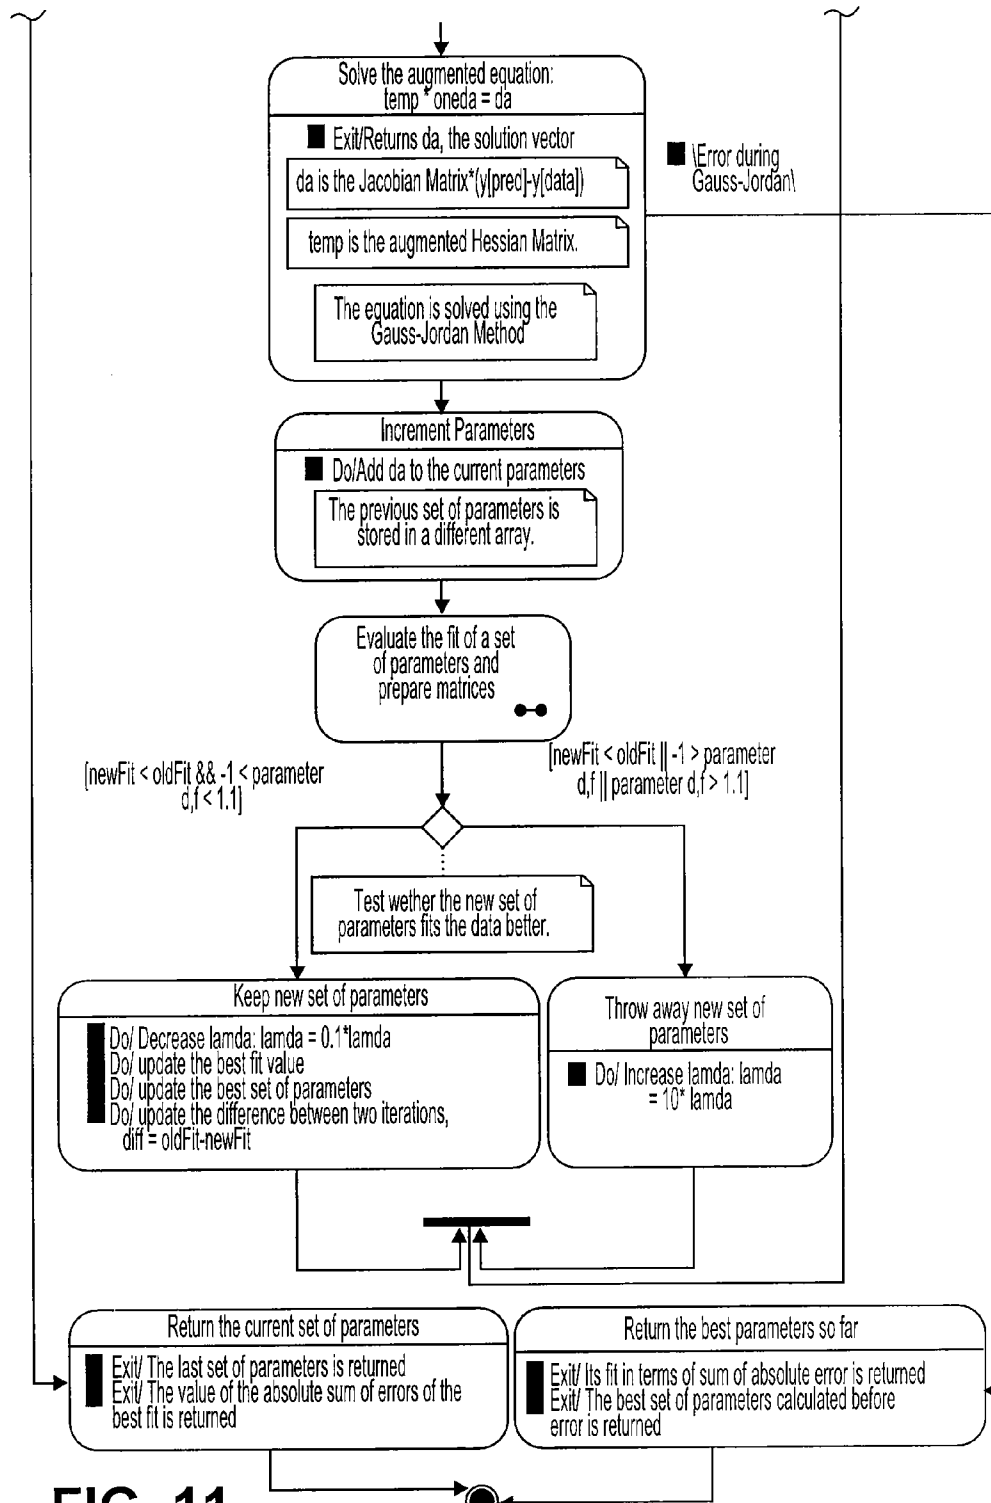 Solve the augmented equation:
temp * oneda = da
Exit/Returns da, the solution vector
da is the Jacobian Matrix*(y[pred]-y[data])
temp is the augmented Hessian Matrix.
The equation is solved using the
Gauss-Jordan Method
\Error during
Gauss-Jordan\
Increment Parameters
Do/Add da to the current parameters
The previous set of parameters is
stored in a different array.
Evaluate the fit of a set
of parameters and
prepare matrices
[newFit < oldFit && -1 < parameter
d,f < 1.1]
[newFit < oldFit || -1 > parameter
d,f || parameter d,f > 1.1]
Test wether the new set of
parameters fits the data better.
Keep new set of parameters
Do/ Decrease lamda: lamda = 0.1*lamda
Do/ update the best fit value
Do/ update the best set of parameters
Do/ update the difference between two iterations,
diff = oldFit-newFit
Throw away new set of
parameters
Do/ Increase lamda: lamda
= 10* lamda
Return the current set of parameters
Exit/ The last set of parameters is returned
Exit/ The value of the absolute sum of errors of the
best fit is returned
Return the best parameters so far
Exit/ Its fit in terms of sum of absolute error is returned
Exit/ The best set of parameters calculated before
error is returned
FIG. 11